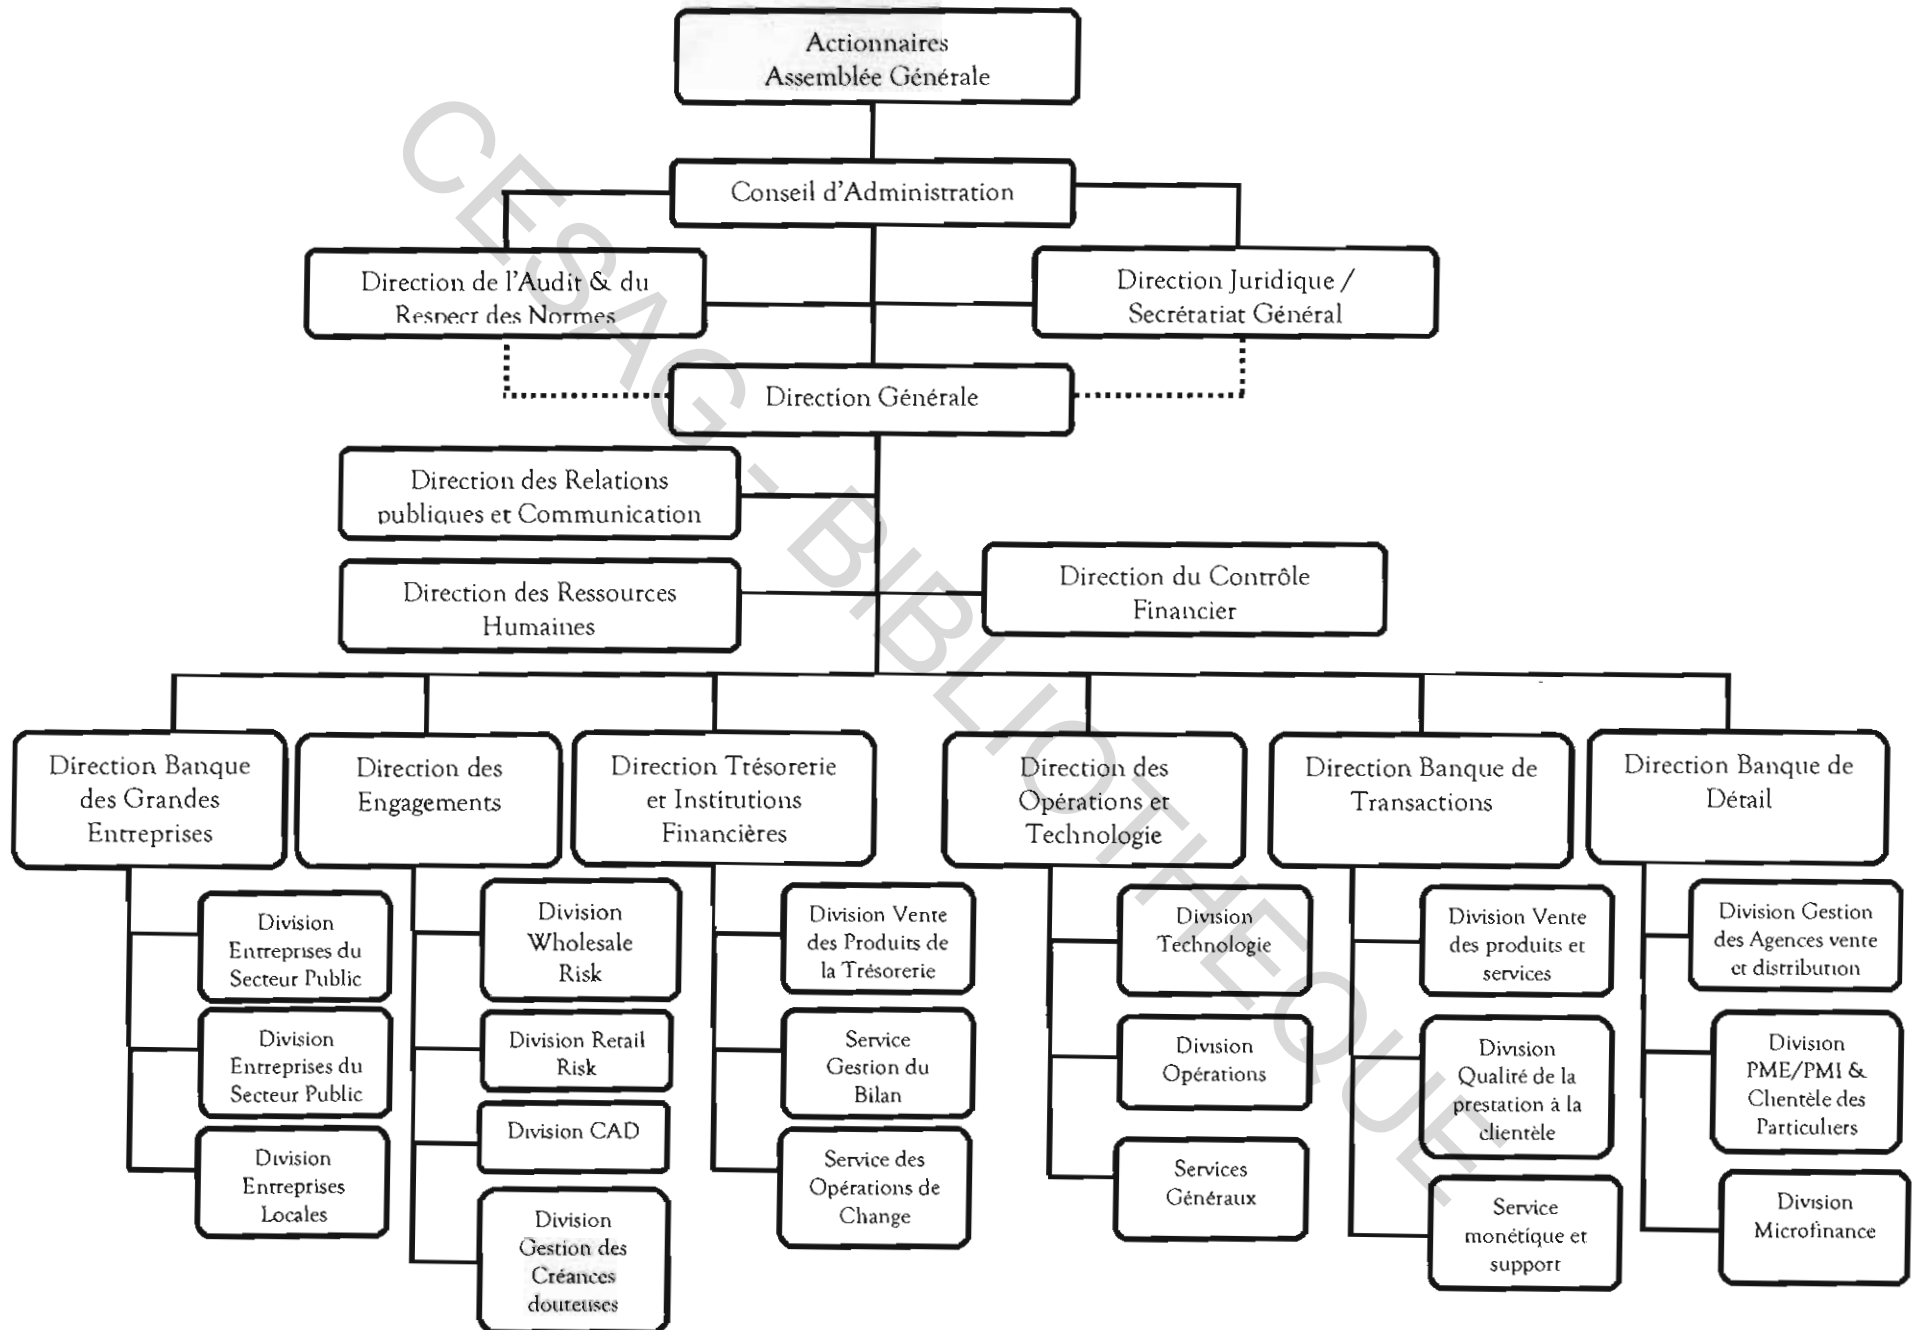 Actionnaires
Assemblée Générale
Conseil d'Administration
Direction de l'Audit & du
Respect des Normes
Direction Juridique /
Secrétariat Général
Direction Générale
Direction des Relations
publiques et Communication
Direction des Ressources
Humaines
Direction du Contrôle
Financier
Direction Banque
des Grandes
Entreprises
Direction des
Engagements
Direction Trésorerie
et Institutions
Financières
Direction des
Opérations et
Technologie
Direction Banque de
Transactions
Direction Banque de
Détail
Division
Entreprises du
Secteur Public
Division
Entreprises du
Secteur Public
Division
Entreprises
Locales
Division
Wholesale
Risk
Division Retail
Risk
Division CAD
Division
Gestion des
Créances
douteuses
Division Vente
des Produits de
la Trésorerie
Service
Gestion du
Bilan
Service des
Opérations de
Change
Division
Technologie
Division
Opérations
Services
Généraux
Division Vente
des produits et
services
Division
Qualité de la
prestation à la
clientèle
Service
monétique et
support
Division Gestion
des Agences vente
et distribution
Division
PME/PMI &
Clientèle des
Particuliers
Division
Microfinance
CESAG - BIBLIOTHEQUE